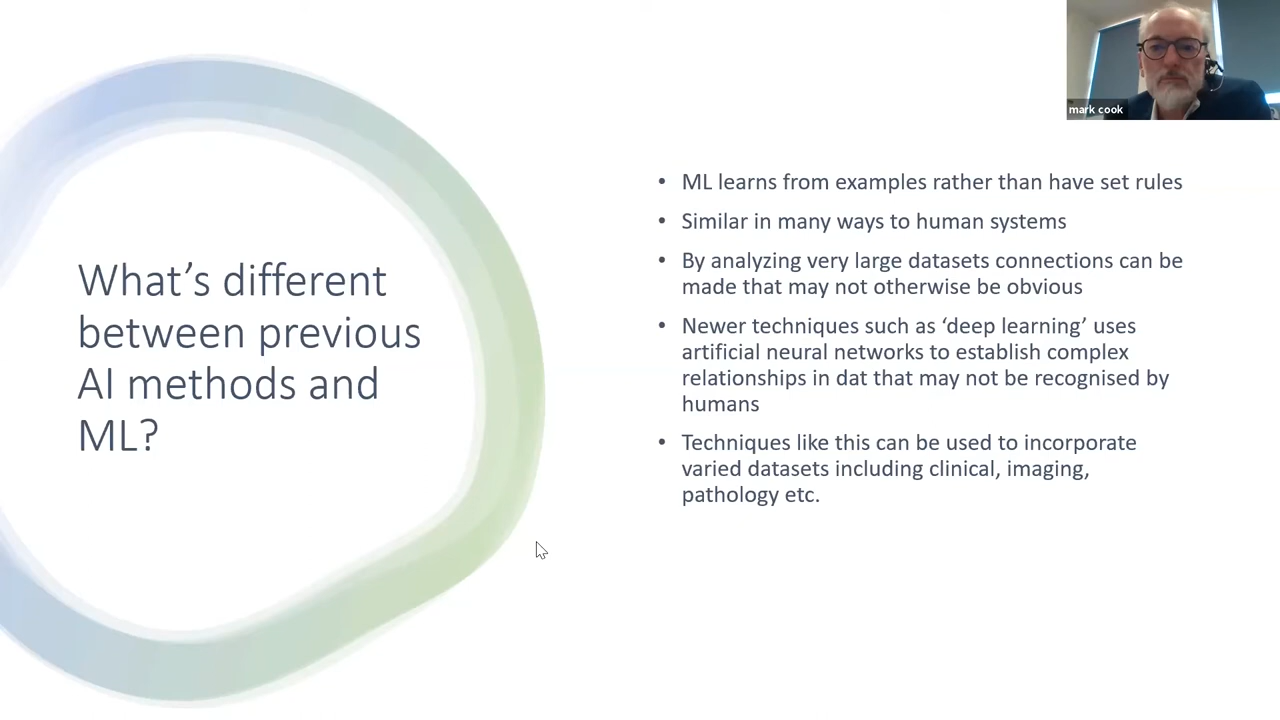 What’s different
between previous
AI methods and
ML?
mark cook
• ML learns from examples rather than have set rules
• Similar in many ways to human systems
• By analyzing very large datasets connections can be
made that may not otherwise be obvious
• Newer techniques such as ‘deep learning’ uses
artificial neural networks to establish complex
relationships in dat that may not be recognised by
humans
• Techniques like this can be used to incorporate
varied datasets including clinical, imaging,
pathology etc.